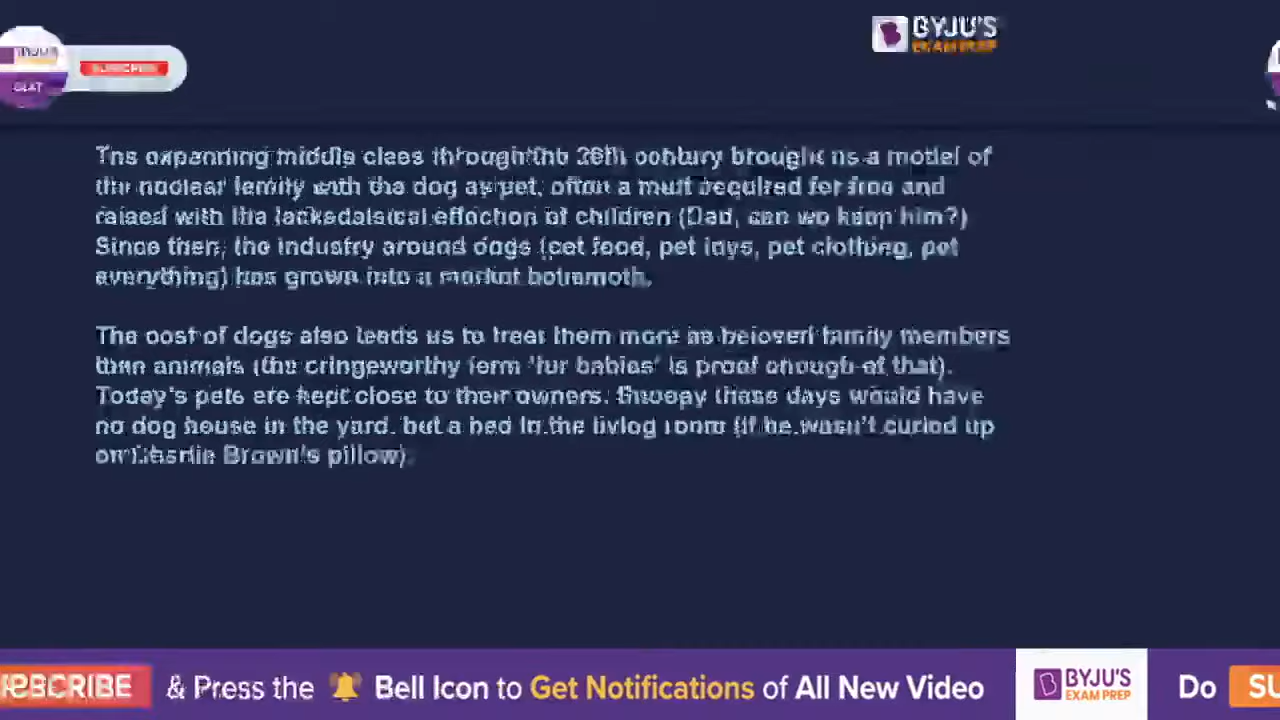 BYJU'S
EXAM PREP
SUBSCRIBE
The expanding middle class through the 20th century brought us a model of
the nuclear family with the dog as pet, often a mutt acquired for free and
raised with the lackadaisical affection of children (Dad, can we keep him?)
Since then, the industry around dogs (pet food, pet toys, pet clothing, pet
everything) has grown into a market behemoth.
The cost of dogs also leads us to treat them more as beloved family members
than animals (the cringeworthy term 'fur babies' is proof enough of that).
Today's pets are kept close to their owners. Snoopy these days would have
no dog house in the yard, but a bed in the living room (if he wasn't curled up
on Charlie Brown's pillow).
& Press the Bell Icon to Get Notifications of All New Video
BYJU'S
EXAM PREP
Do